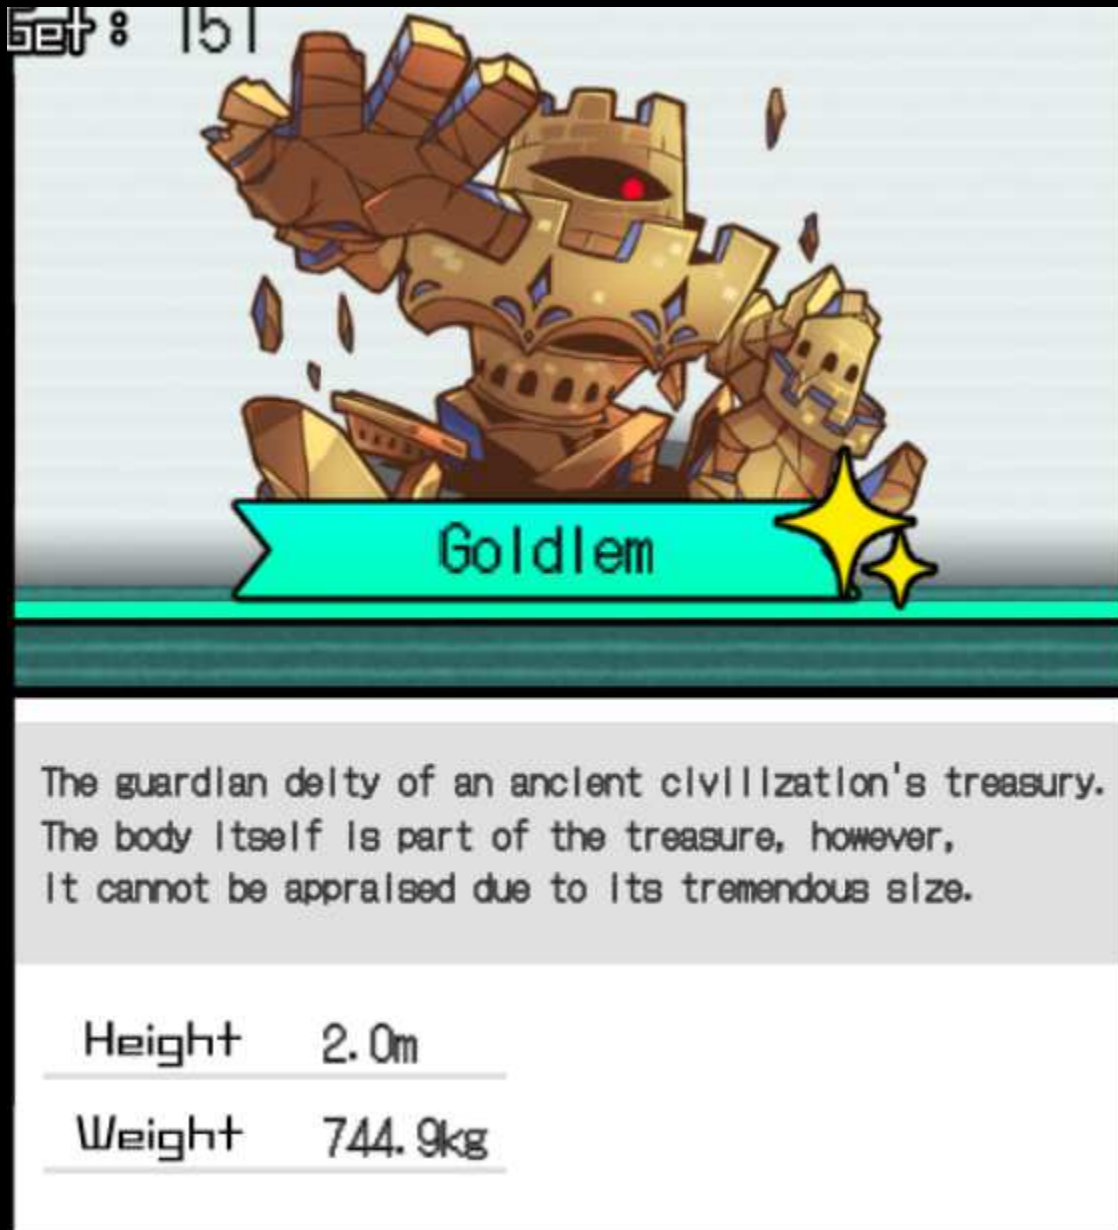 Get: 151
Goldlem
The guardian deity of an ancient civilization's treasury.
The body itself is part of the treasure, however,
it cannot be appraised due to its tremendous size.
Height 2.0m
Weight 744.9kg